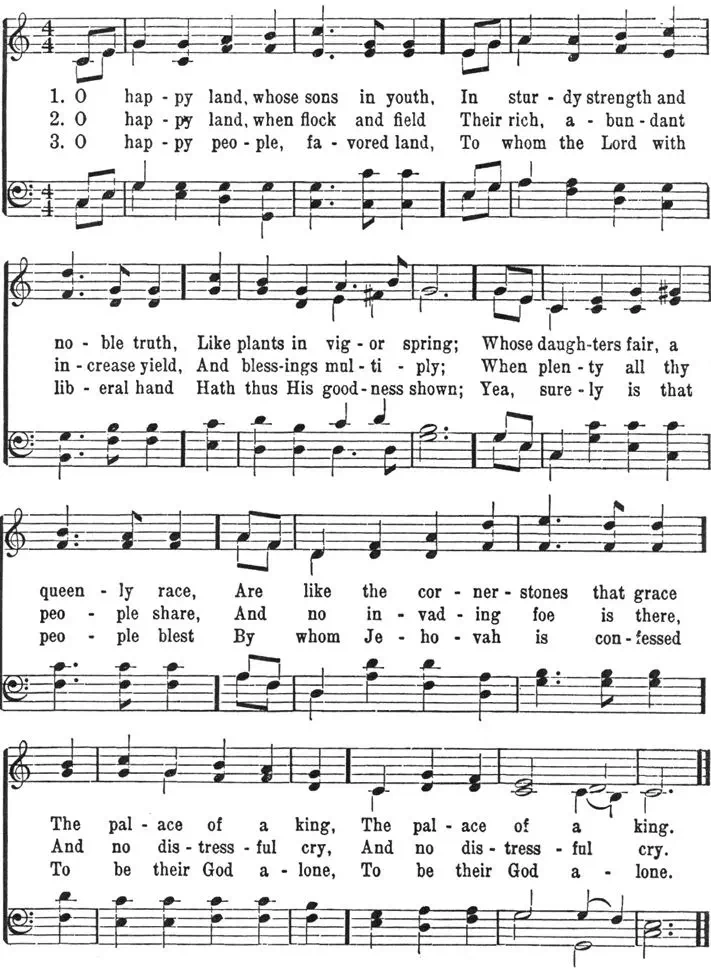 1. O hap - py land, whose sons in youth, In stur - dy strength and
2. O hap - py land, when flock and field Their rich, a - bun - dant
3. O hap - py peo - ple, fa - vored land, To whom the Lord with
no - ble truth, Like plants in vig - or spring; Whose daugh - ters fair, a
in - crease yield, And bless - ings mul - ti - ply; When plen - ty all thy
lib - eral hand Hath thus His good - ness shown; Yea, sure - ly is that
queen - ly race, Are like the cor - ner - stones that grace
peo - ple share, And no in - vad - ing foe is there,
peo - ple blest By whom Je - ho - vah is con - fessed
The pal - ace of a king, The pal - ace of a king.
And no dis - tress - ful cry, And no dis - tress - ful cry.
To be their God a - lone, To be their God a - lone.